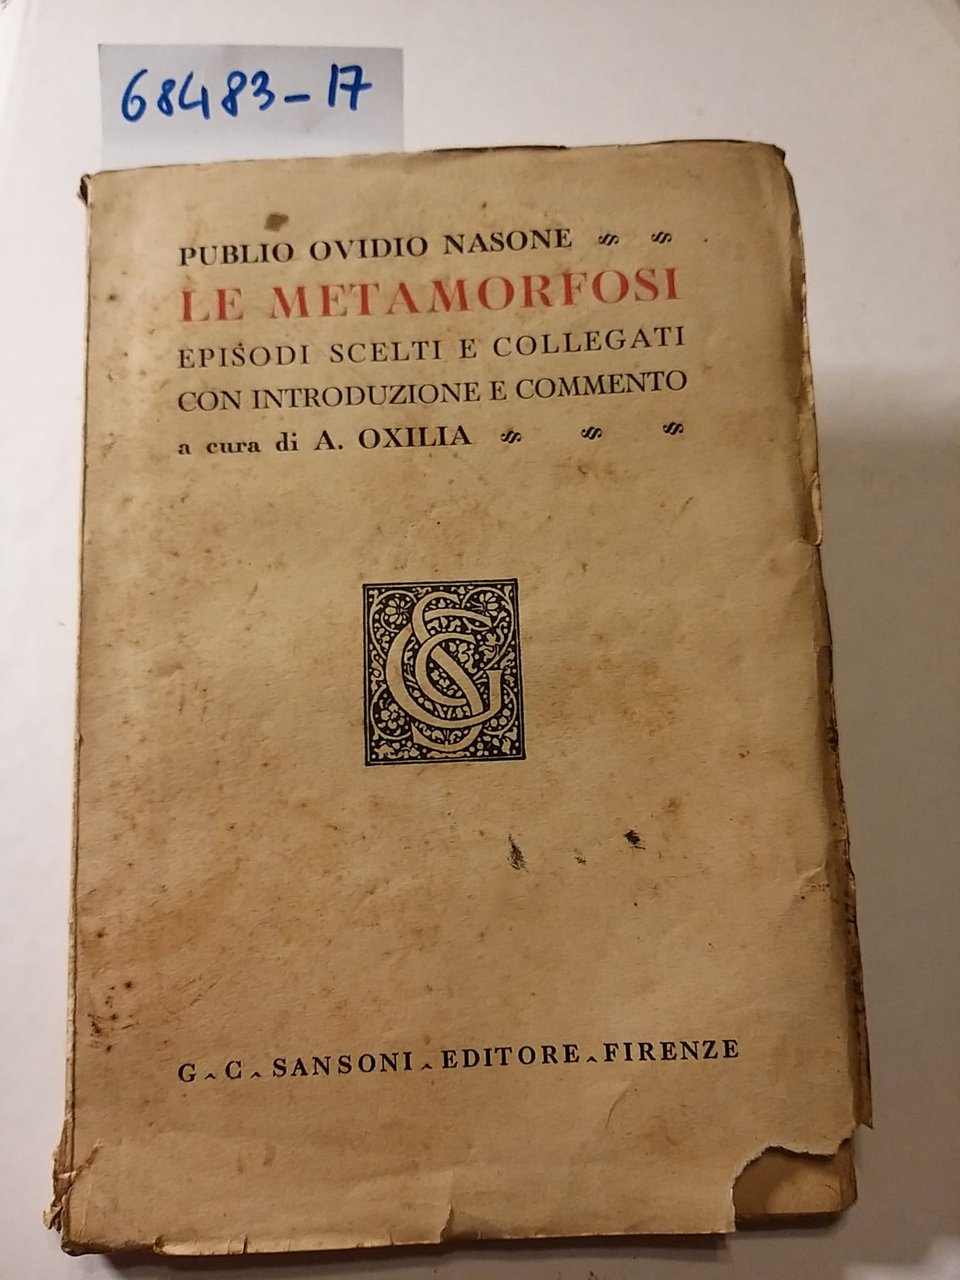 68483-17
PUBLIO OVIDIO NASONE
LE METAMORFOSI
EPISODI SCELTI E COLLEGATI
CON INTRODUZIONE E COMMENTO
a cura di A. OXILIA
G ‸ C ‸ SANSONI ‸ EDITORE ‸ FIRENZE